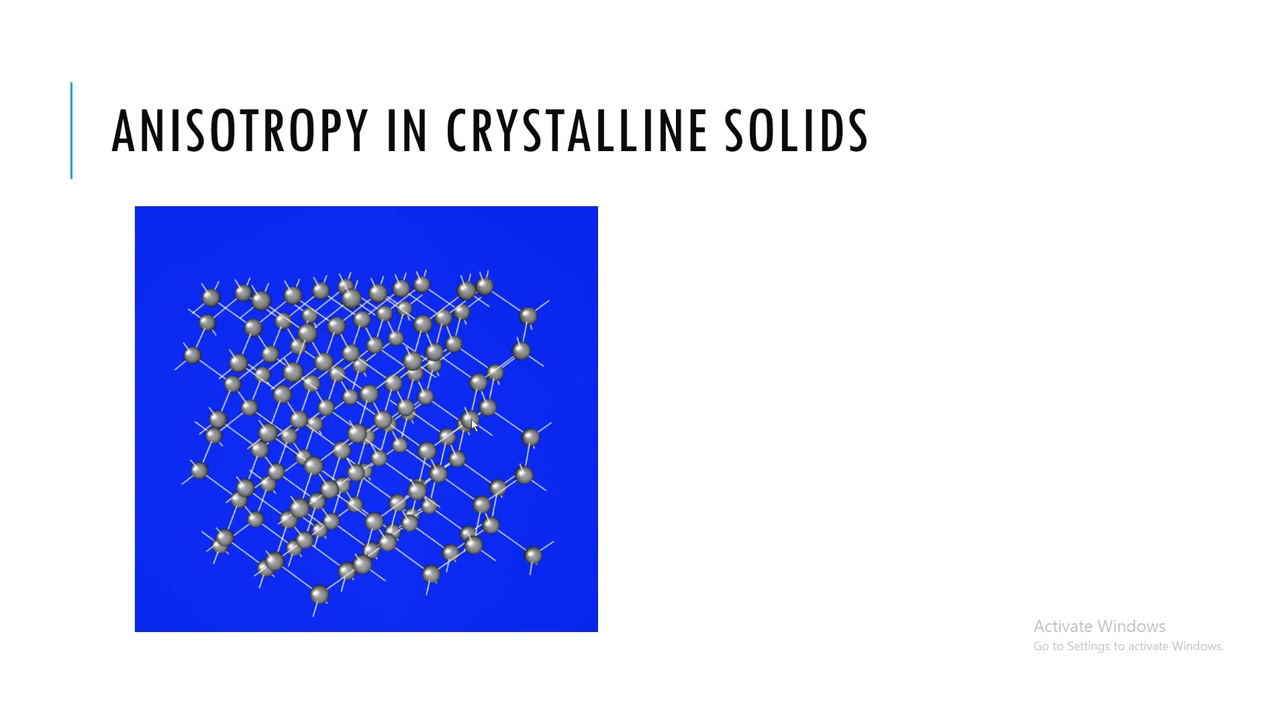 ANISOTROPY IN CRYSTALLINE SOLIDS
Activate Windows
Go to Settings to activate Windows.